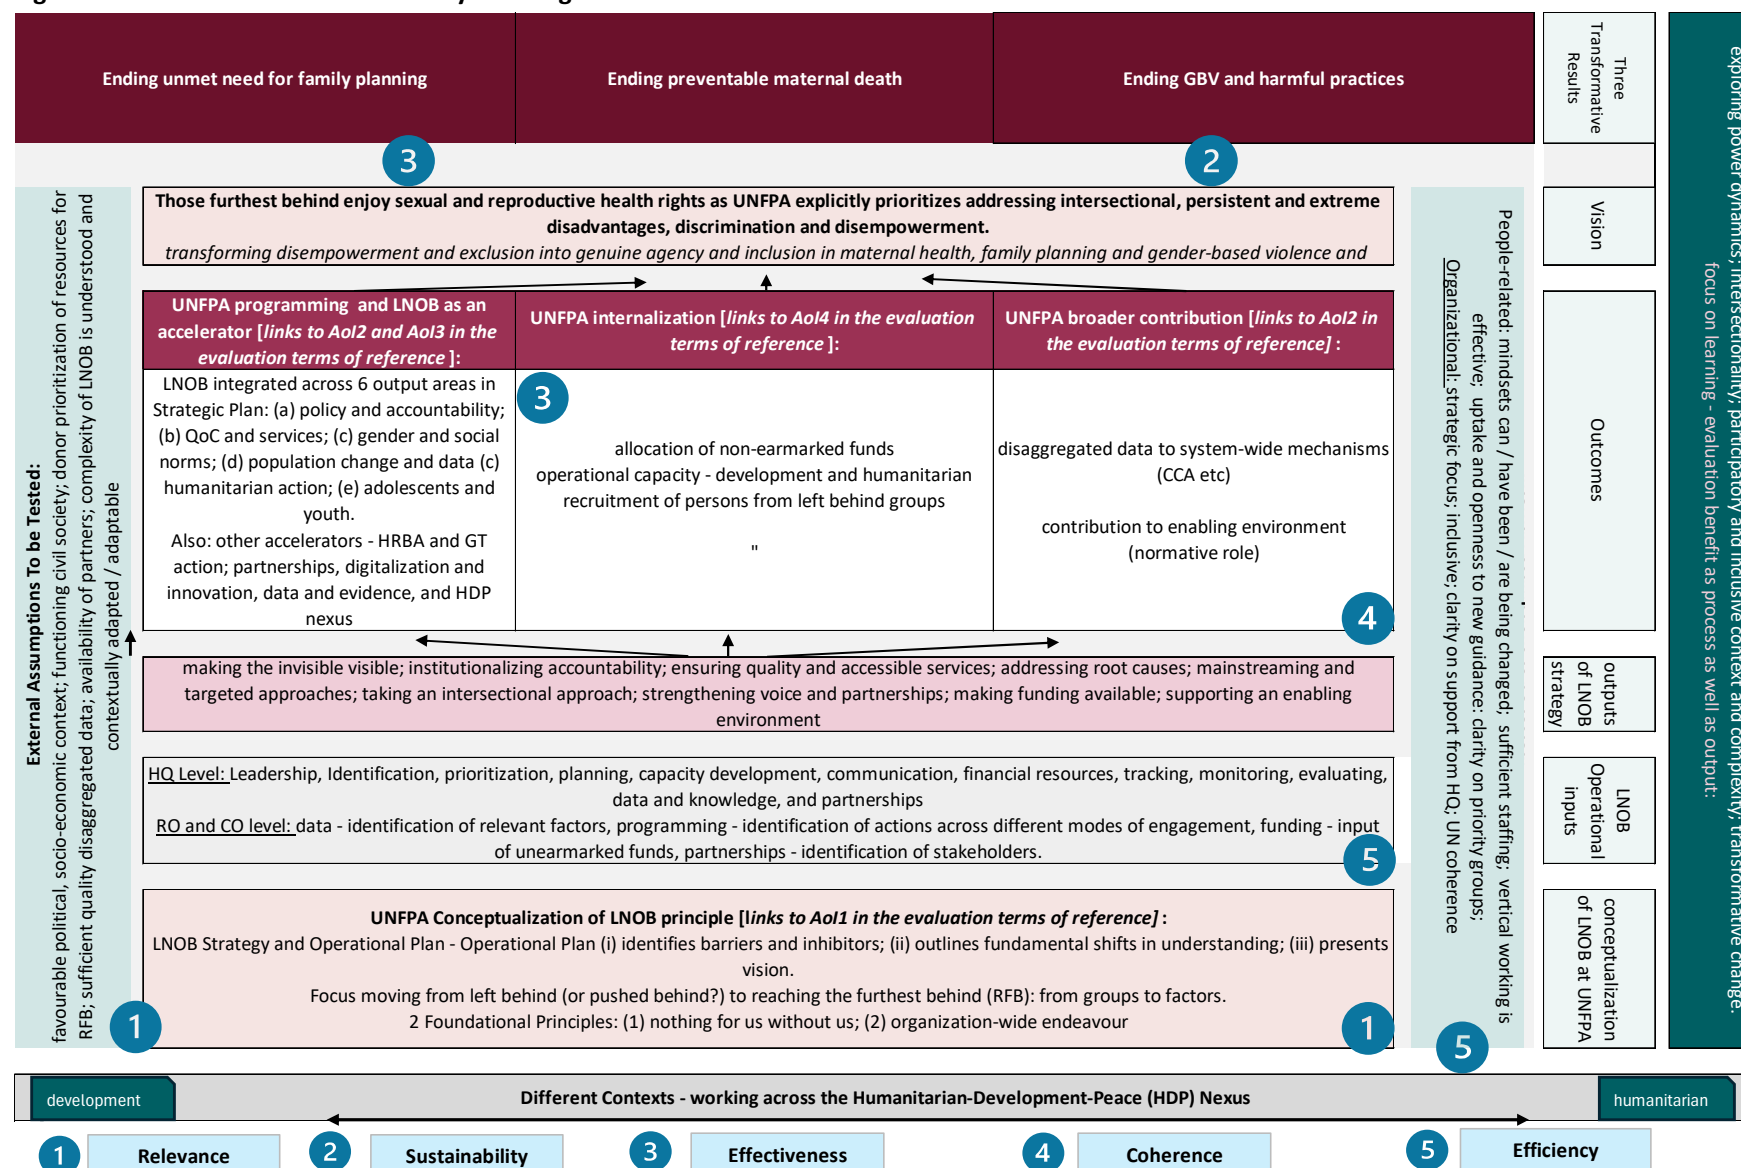 Ending unmet need for family planning
Ending preventable maternal death
Ending GBV and harmful practices
Three
Transformative
Results
3
2
Those furthest behind enjoy sexual and reproductive health rights as UNFPA explicitly prioritizes addressing intersectional, persistent and extreme
disadvantages, discrimination and disempowerment.
transforming disempowerment and exclusion into genuine agency and inclusion in maternal health, family planning and gender-based violence and
Vision
UNFPA programming and LNOB as an
accelerator [links to AoI2 and AoI3 in the
evaluation terms of reference ]:
UNFPA internalization [links to AoI4 in the evaluation
terms of reference ]:
UNFPA broader contribution [links to AoI2 in
the evaluation terms of reference] :
LNOB integrated across 6 output areas in
Strategic Plan: (a) policy and accountability;
(b) QoC and services; (c) gender and social
norms; (d) population change and data (c)
humanitarian action; (e) adolescents and
youth.
Also: other accelerators - HRBA and GT
action; partnerships, digitalization and
innovation, data and evidence, and HDP
nexus
3
allocation of non-earmarked funds
operational capacity - development and humanitarian
recruitment of persons from left behind groups
"
disaggregated data to system-wide mechanisms
(CCA etc)
contribution to enabling environment
(normative role)
4
Outcomes
making the invisible visible; institutionalizing accountability; ensuring quality and accessible services; addressing root causes; mainstreaming and
targeted approaches; taking an intersectional approach; strengthening voice and partnerships; making funding available; supporting an enabling
environment
outputs
of LNOB
strategy
HQ Level: Leadership, Identification, prioritization, planning, capacity development, communication, financial resources, tracking, monitoring, evaluating,
data and knowledge, and partnerships
RO and CO level: data - identification of relevant factors, programming - identification of actions across different modes of engagement, funding - input
of unearmarked funds, partnerships - identification of stakeholders.
5
LNOB
Operational
inputs
UNFPA Conceptualization of LNOB principle [links to AoI1 in the evaluation terms of reference] :
LNOB Strategy and Operational Plan - Operational Plan (i) identifies barriers and inhibitors; (ii) outlines fundamental shifts in understanding; (iii) presents
vision.
Focus moving from left behind (or pushed behind?) to reaching the furthest behind (RFB): from groups to factors.
2 Foundational Principles: (1) nothing for us without us; (2) organization-wide endeavour
1
conceptualization
of LNOB at UNFPA
External Assumptions To be Tested:
favourable political, socio-economic context; functioning civil society; donor prioritization of resources for
RFB; sufficient quality disaggregated data; availability of partners; complexity of LNOB is understood and
contextually adapted / adaptable
1
People-related: mindsets can / have been / are being changed; sufficient staffing; vertical working is
effective; uptake and openness to new guidance: clarity on priority groups;
Organizational: strategic focus; inclusive; clarity on support from HQ; UN coherence
5
exploring power dynamics; intersectionality; participatory and inclusive context and complexity; transformative change.
focus on learning - evaluation benefit as process as well as output:
development
Different Contexts - working across the Humanitarian-Development-Peace (HDP) Nexus
humanitarian
1 Relevance
2 Sustainability
3 Effectiveness
4 Coherence
5 Efficiency